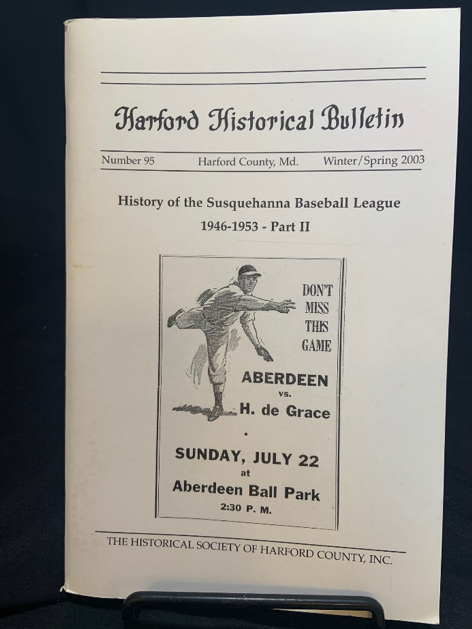 Harford Historical Bulletin
Number 95 Harford County, Md. Winter/Spring 2003
History of the Susquehanna Baseball League
1946-1953 - Part II
DON'T
MISS
THIS
GAME
ABERDEEN
vs.
H. de Grace
SUNDAY, JULY 22
at
Aberdeen Ball Park
2:30 P. M.
THE HISTORICAL SOCIETY OF HARFORD COUNTY, INC.